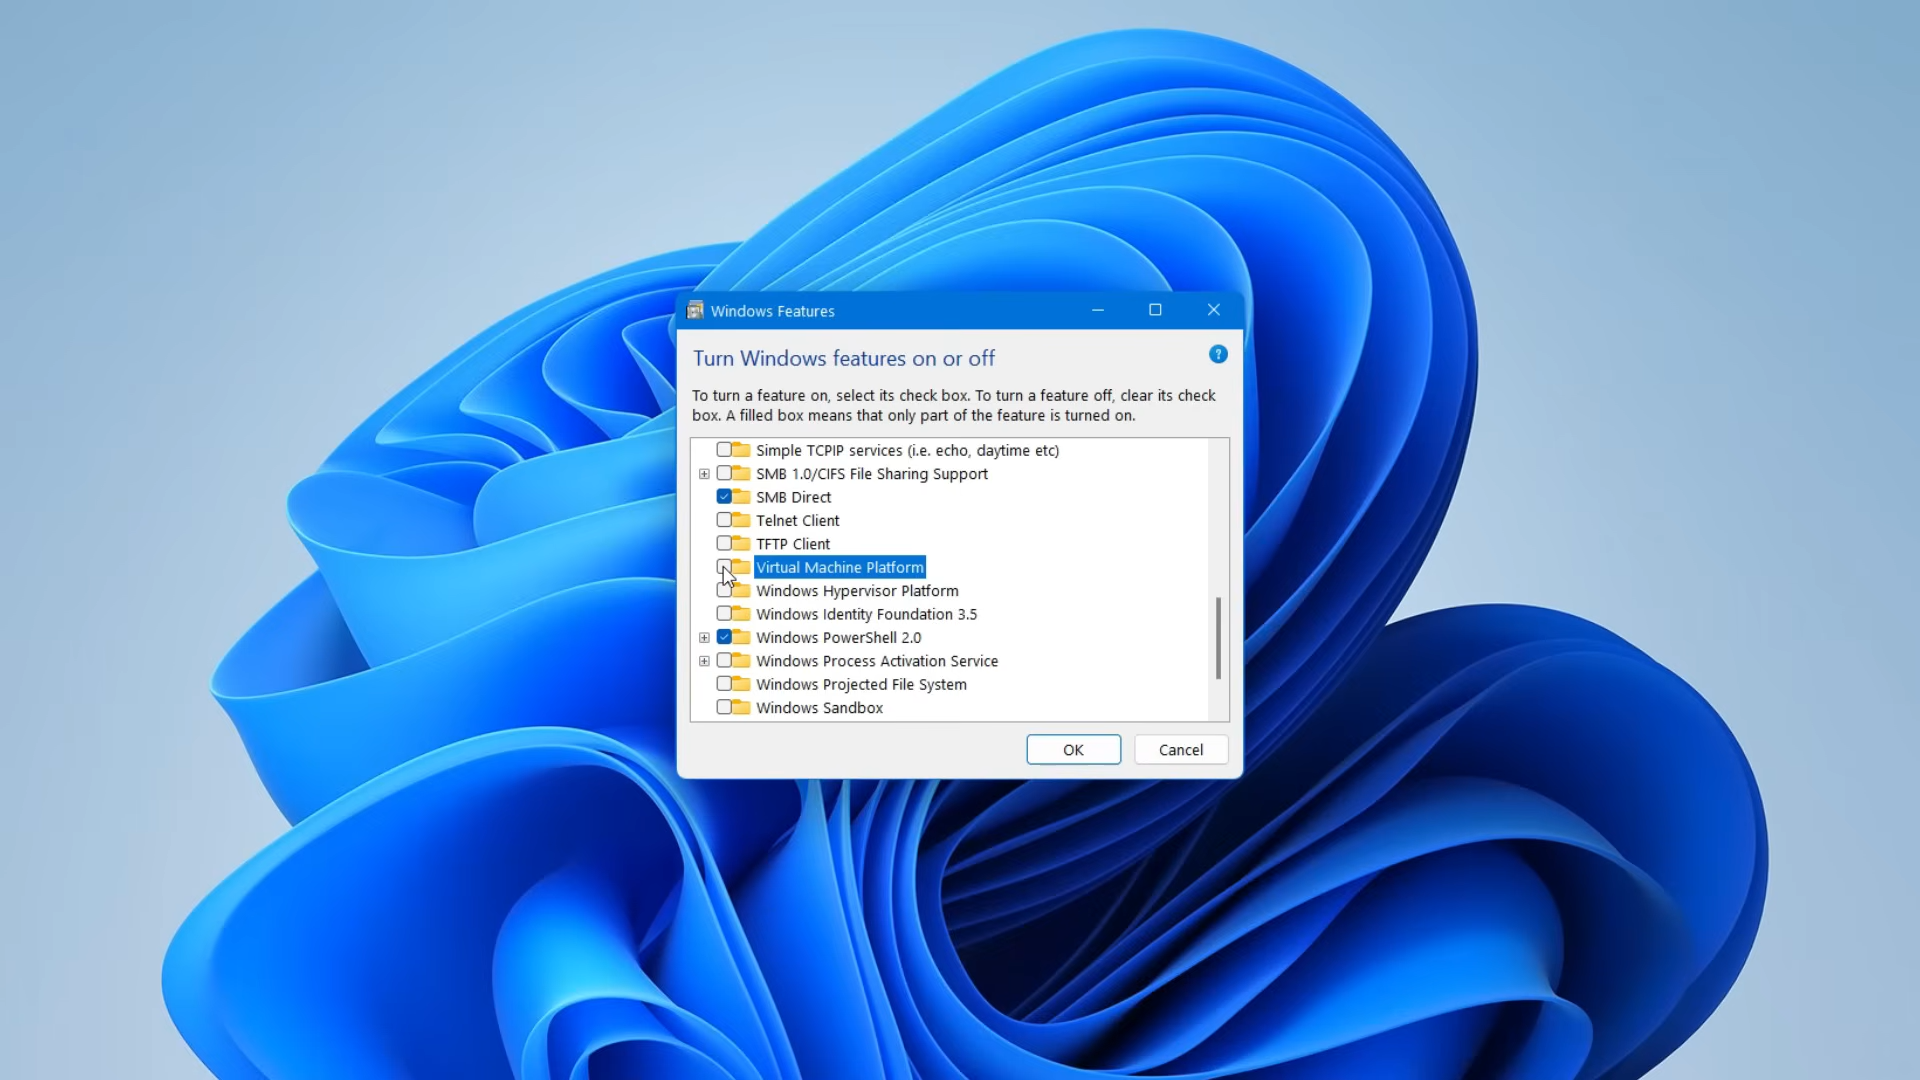 Windows Features
Turn Windows features on or off
?
To turn a feature on, select its check box. To turn a feature off, clear its check
box. A filled box means that only part of the feature is turned on.
Simple TCPIP services (i.e. echo, daytime etc)
SMB 1.0/CIFS File Sharing Support
SMB Direct
Telnet Client
TFTP Client
Virtual Machine Platform
Windows Hypervisor Platform
Windows Identity Foundation 3.5
Windows PowerShell 2.0
Windows Process Activation Service
Windows Projected File System
Windows Sandbox
OK Cancel